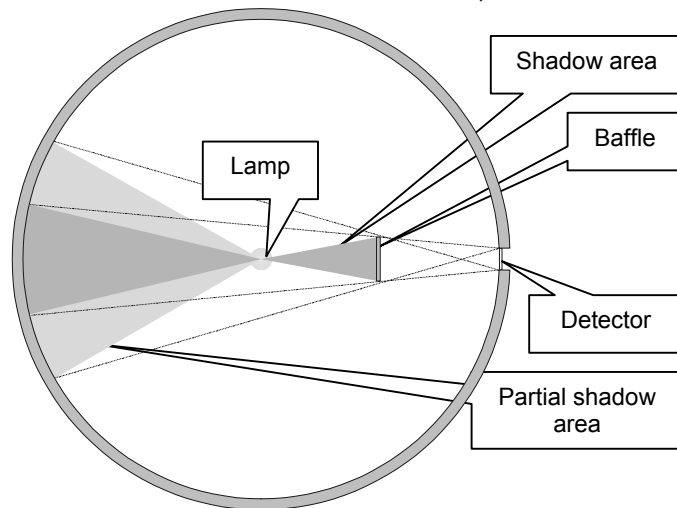 Shadow area
Baffle
Lamp
Detector
Partial shadow
area